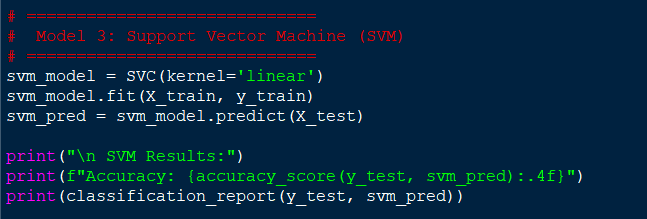 # =============================
#  Model 3: Support Vector Machine (SVM)
# =============================
svm_model = SVC(kernel='linear')
svm_model.fit(X_train, y_train)
svm_pred = svm_model.predict(X_test)
print("\n SVM Results:")
print(f"Accuracy: {accuracy_score(y_test, svm_pred):.4f}")
print(classification_report(y_test, svm_pred))